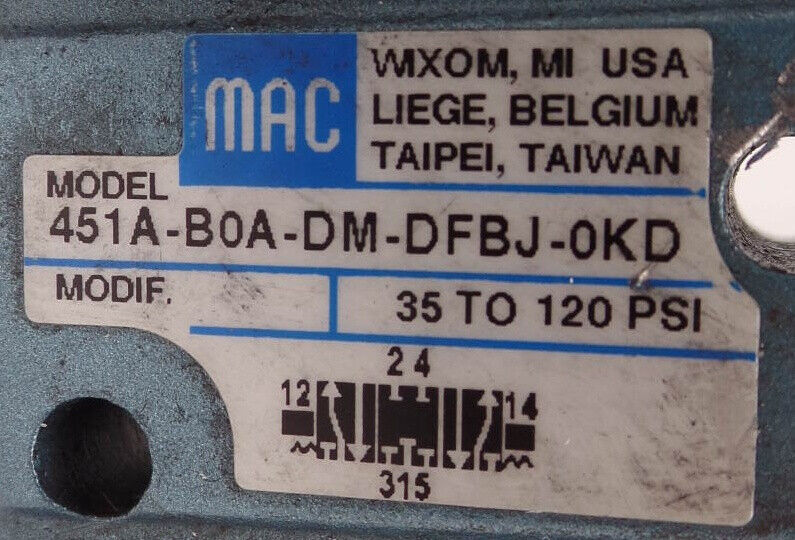 MAC
WIXOM, MI USA
LIEGE, BELGIUM
TAIPEI, TAIWAN
MODEL
451A-B0A-DM-DFBJ-0KD
MODIF.
35 TO 120 PSI
2 4
12
14
315